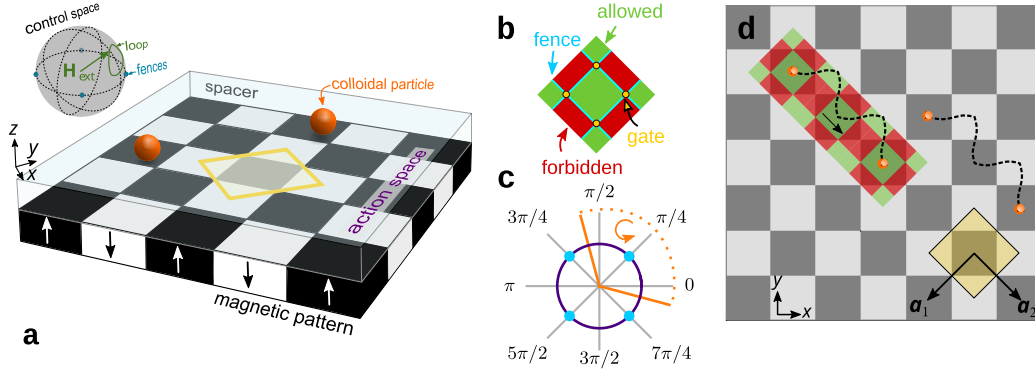 control space
loop
H ext
fences
z
y
x
spacer
colloidal particle
action space
magnetic pattern
a
b
allowed
fence
gate
forbidden
c
π/2
3π/4
π/4
π
0
5π/2
3π/2
7π/4
d
y
x
a1
a2